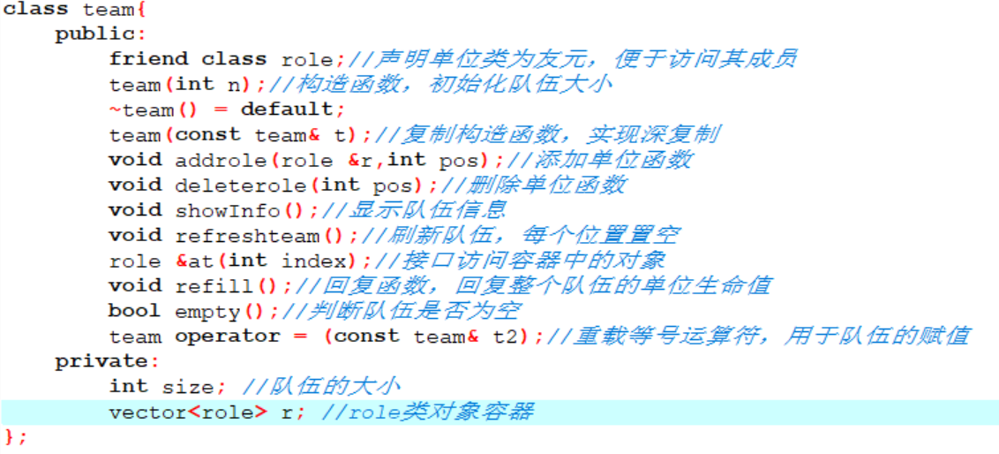 class team{
public:
friend class role;//声明单位类为友元，便于访问其成员
team(int n);//构造函数，初始化队伍大小
~team() = default;
team(const team& t);//复制构造函数，实现深复制
void addrole(role &r,int pos);//添加单位函数
void deleterole(int pos);//删除单位函数
void showInfo();//显示队伍信息
void refreshteam();//刷新队伍，每个位置置空
role &at(int index);//接口访问容器中的对象
void refill();//回复函数，回复整个队伍的单位生命值
bool empty();//判断队伍是否为空
team operator = (const team& t2);//重载等号运算符，用于队伍的赋值
private:
int size; //队伍的大小
vector<role> r; //role类对象容器
};